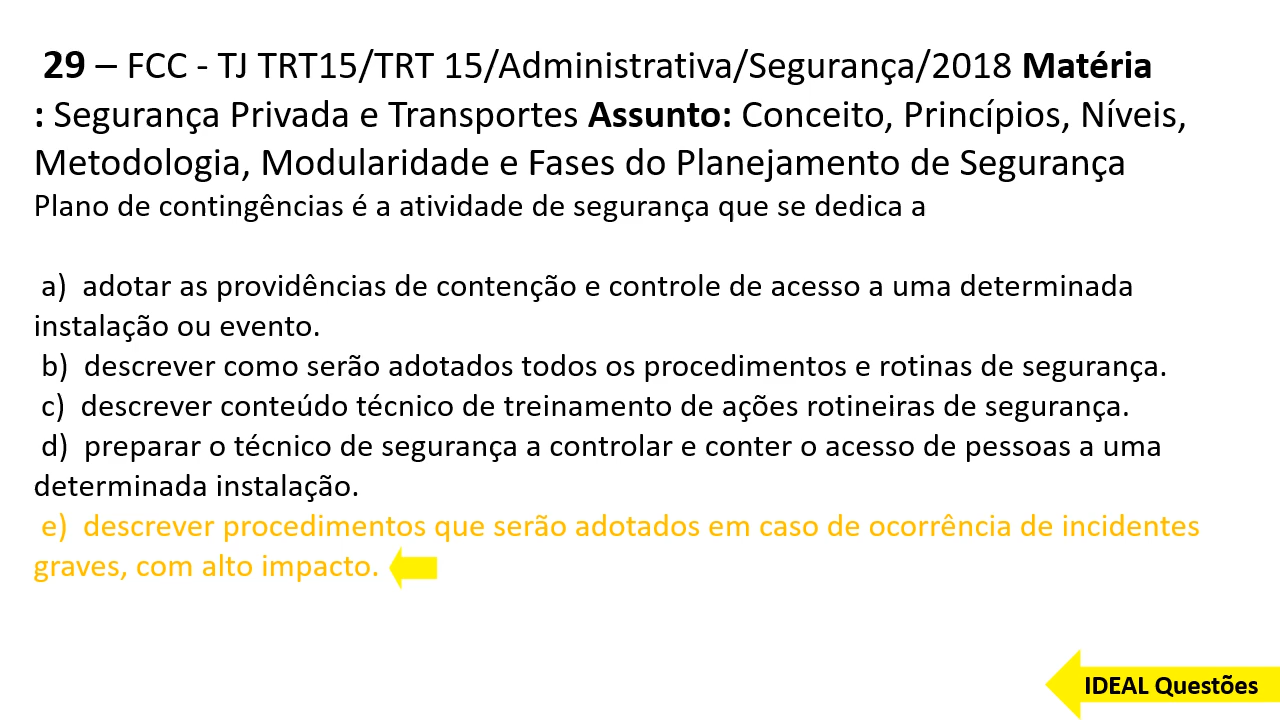 29 – FCC - TJ TRT15/TRT 15/Administrativa/Segurança/2018 Matéria
: Segurança Privada e Transportes Assunto: Conceito, Princípios, Níveis,
Metodologia, Modularidade e Fases do Planejamento de Segurança
Plano de contingências é a atividade de segurança que se dedica a
a) adotar as providências de contenção e controle de acesso a uma determinada
instalação ou evento.
b) descrever como serão adotados todos os procedimentos e rotinas de segurança.
c) descrever conteúdo técnico de treinamento de ações rotineiras de segurança.
d) preparar o técnico de segurança a controlar e conter o acesso de pessoas a uma
determinada instalação.
e) descrever procedimentos que serão adotados em caso de ocorrência de incidentes
graves, com alto impacto.
IDEAL Questões